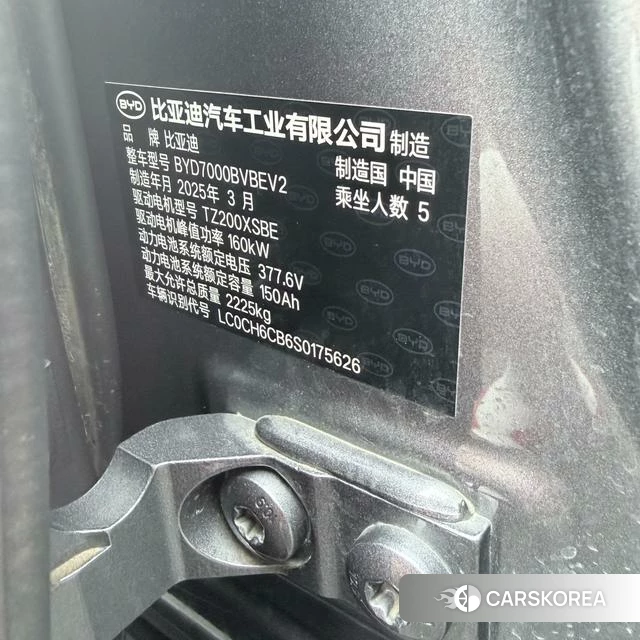 BYD 比亚迪汽车工业有限公司 制造
品 牌 比亚迪 制造国 中国
整车型号 BYD7000BVBEV2 乘坐人数 5
制造年月 2025年 3 月
驱动电机型号 TZ200XSBE
驱动电机峰值功率 160kW
动力电池系统额定电压 377.6V
动力电池系统额定容量 150Ah
最大允许总质量 2225kg
车辆识别代号 LC0CH6CB6S0175626
CARSKOREA